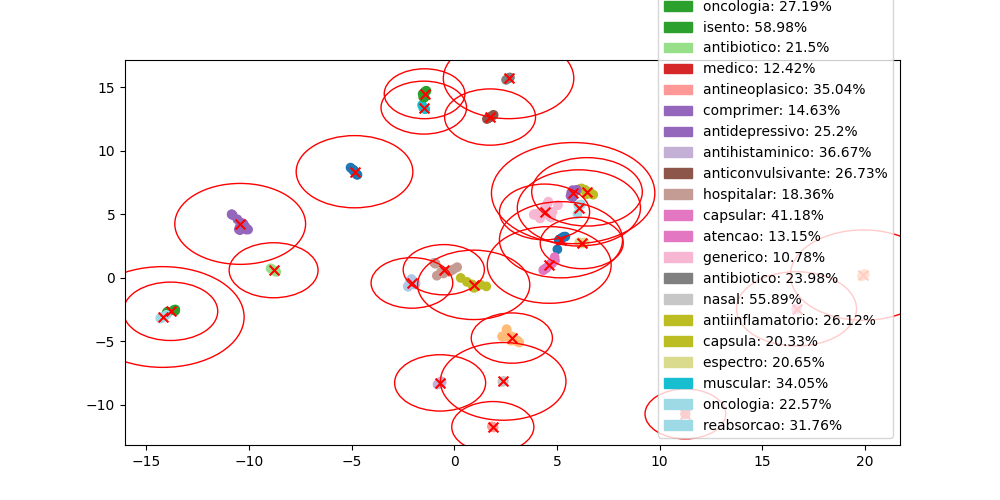 oncologia: 27.19%
isento: 58.98%
antibiotico: 21.5%
medico: 12.42%
antineoplasico: 35.04%
comprimer: 14.63%
antidepressivo: 25.2%
antihistaminico: 36.67%
anticonvulsivante: 26.73%
hospitalar: 18.36%
capsular: 41.18%
atencao: 13.15%
generico: 10.78%
antibiotico: 23.98%
nasal: 55.89%
antiinflamatorio: 26.12%
capsula: 20.33%
espectro: 20.65%
muscular: 34.05%
oncologia: 22.57%
reabsorcao: 31.76%
15
10
5
0
−5
−10
−15 −10 −5 0 5 10 15 20